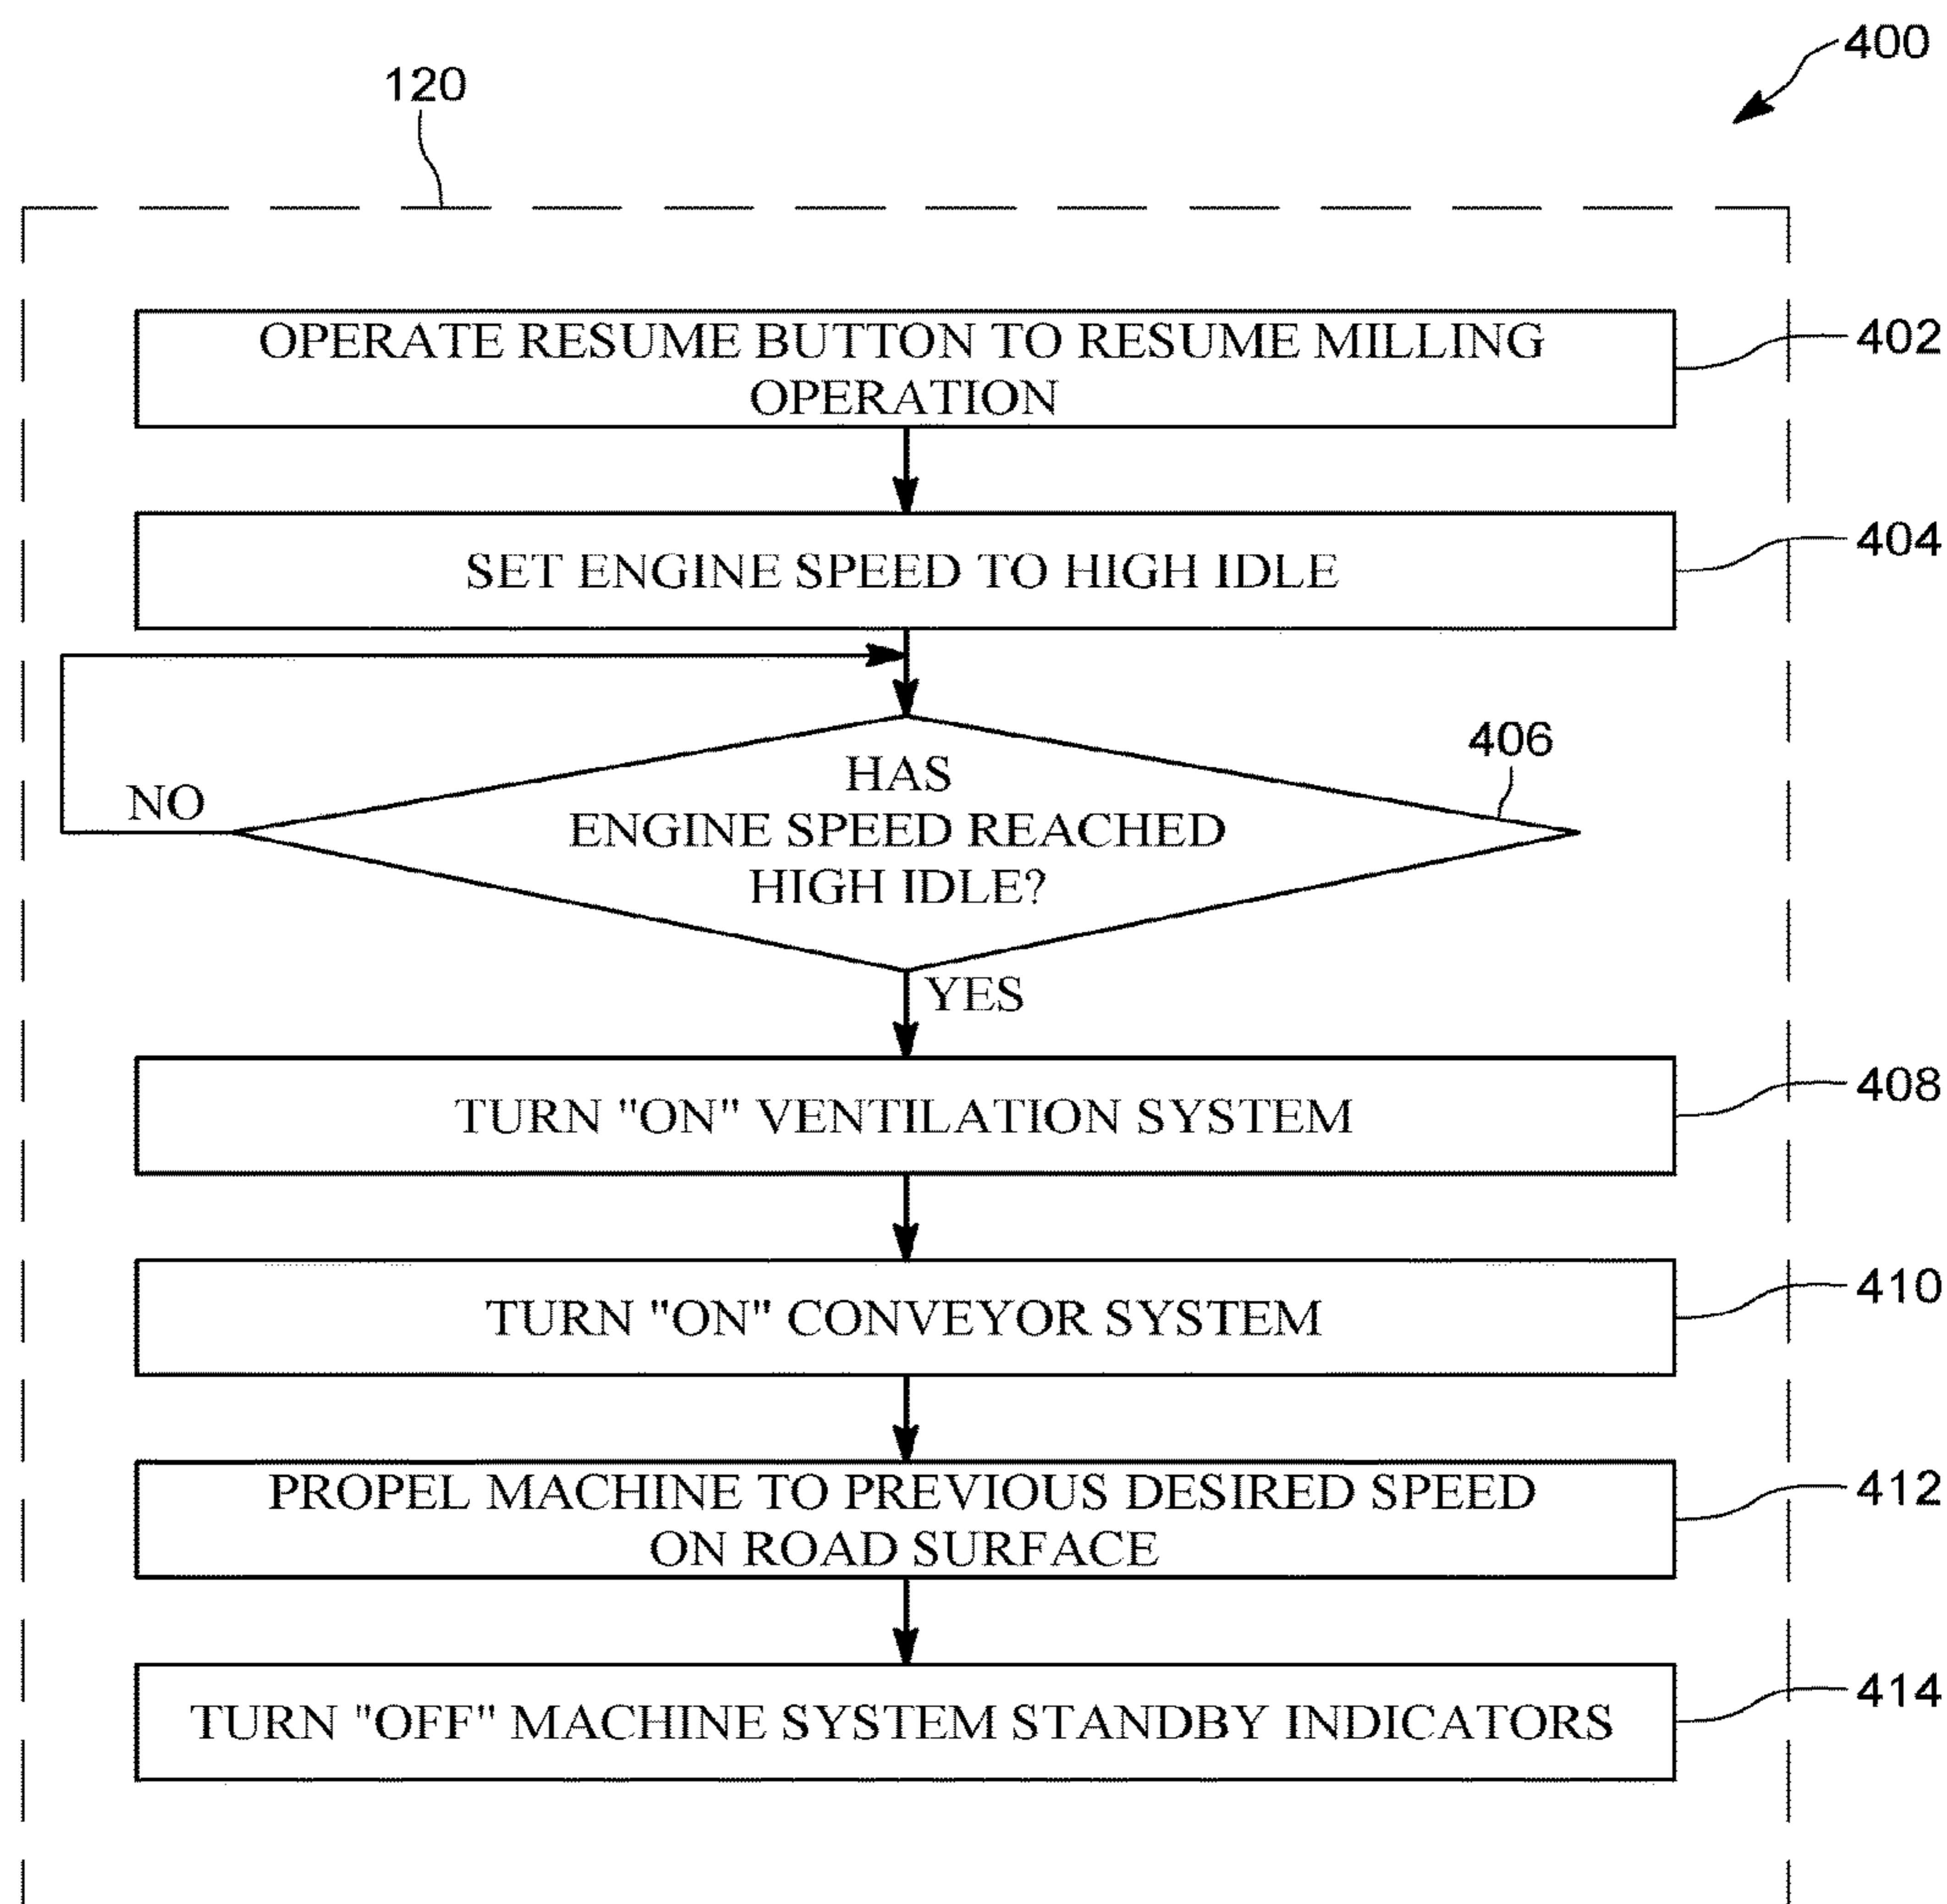 400
120
OPERATE RESUME BUTTON TO RESUME MILLING
OPERATION
402
SET ENGINE SPEED TO HIGH IDLE
404
406
HAS
ENGINE SPEED REACHED
HIGH IDLE?
NO
YES
TURN "ON" VENTILATION SYSTEM
408
TURN "ON" CONVEYOR SYSTEM
410
PROPEL MACHINE TO PREVIOUS DESIRED SPEED
ON ROAD SURFACE
412
TURN "OFF" MACHINE SYSTEM STANDBY INDICATORS
414